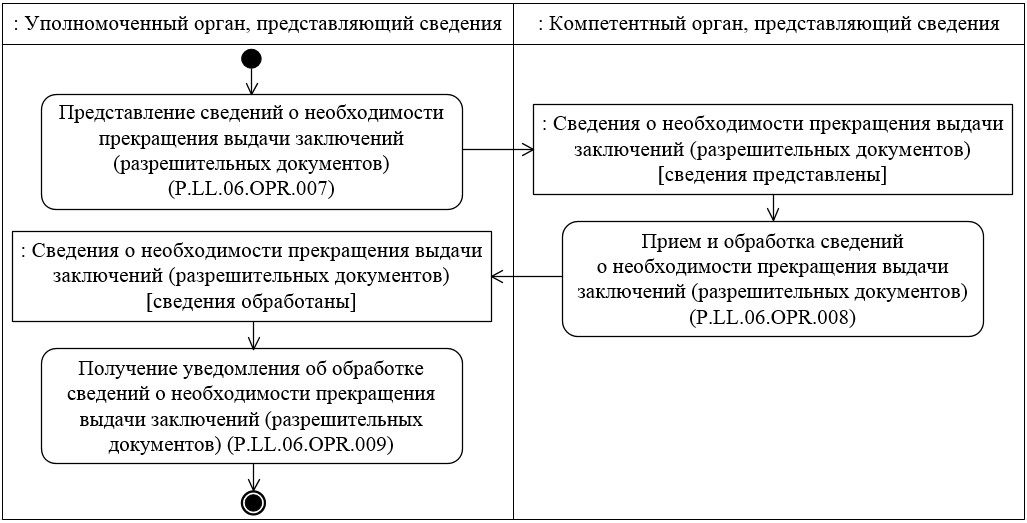 : Уполномоченный орган, представляющий сведения
: Компетентный орган, представляющий сведения
Представление сведений о необходимости
прекращения выдачи заключений
(разрешительных документов)
(P.LL.06.OPR.007)
: Сведения о необходимости прекращения выдачи
заключений (разрешительных документов)
[сведения представлены]
Прием и обработка сведений
о необходимости прекращения выдачи
заключений (разрешительных документов)
(P.LL.06.OPR.008)
: Сведения о необходимости прекращения выдачи
заключений (разрешительных документов)
[сведения обработаны]
Получение уведомления об обработке
сведений о необходимости прекращения
выдачи заключений (разрешительных
документов) (P.LL.06.OPR.009)